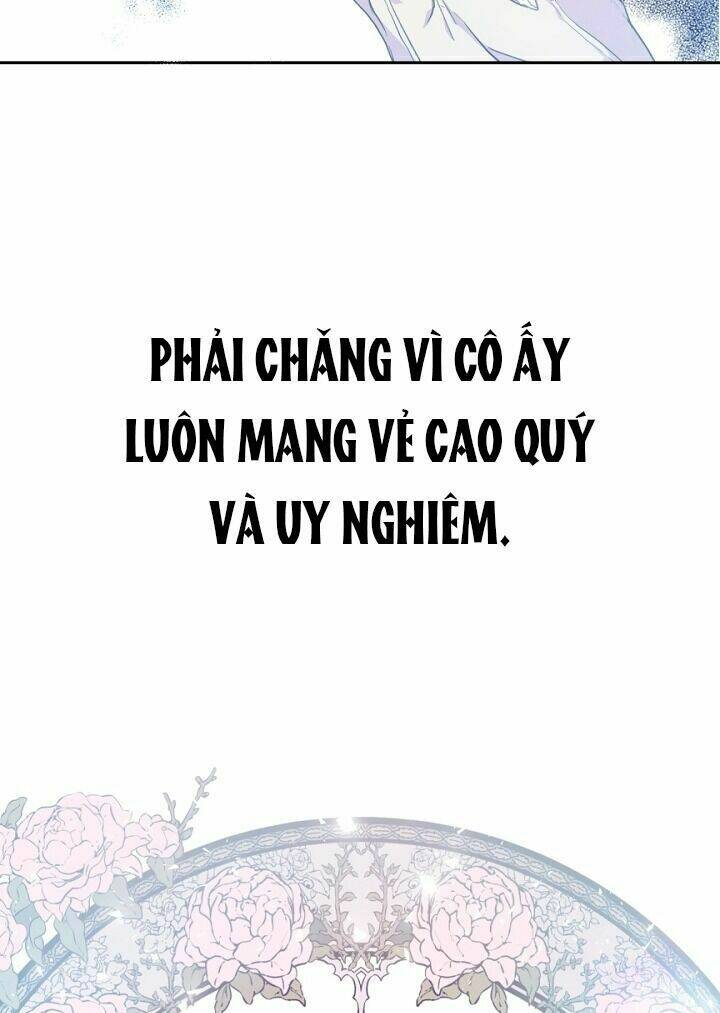 PHẢI CHĂNG VÌ CÔ ẤY
LUÔN MANG VẺ CAO QUÝ
VÀ UY NGHIÊM.